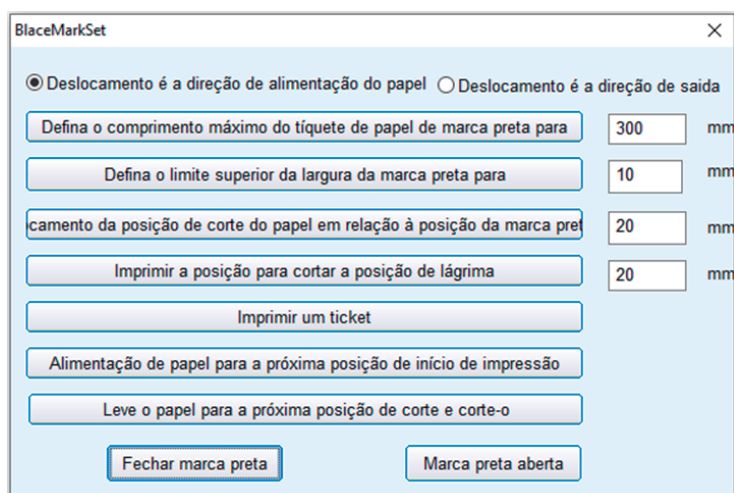 BlaceMarkSet
Deslocamento é a direção de alimentação do papel Deslocamento é a direção de saida
Defina o comprimento máximo do tíquete de papel de marca preta para 300 mm
Defina o limite superior da largura da marca preta para 10 mm
ocamento da posição de corte do papel em relação à posição da marca pret 20 mm
Imprimir a posição para cortar a posição de lágrima 20 mm
Imprimir um ticket
Alimentação de papel para a próxima posição de início de impressão
Leve o papel para a próxima posição de corte e corte-o
Fechar marca preta Marca preta aberta